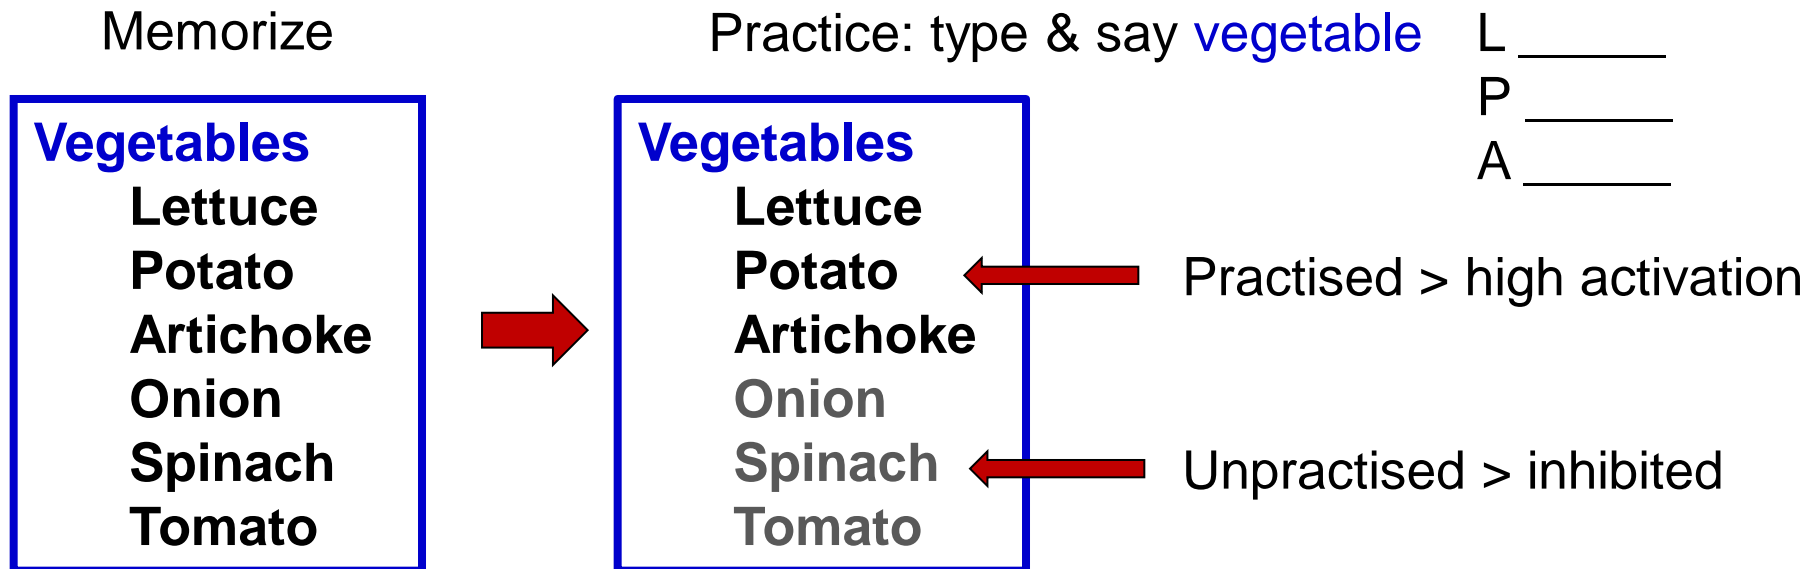 Memorize
Vegetables
Lettuce
Potato
Artichoke
Onion
Spinach
Tomato
Practice: type & say vegetable
L ______
P ______
A ______
Vegetables
Lettuce
Potato
Artichoke
Onion
Spinach
Tomato
Practised > high activation
Unpractised > inhibited